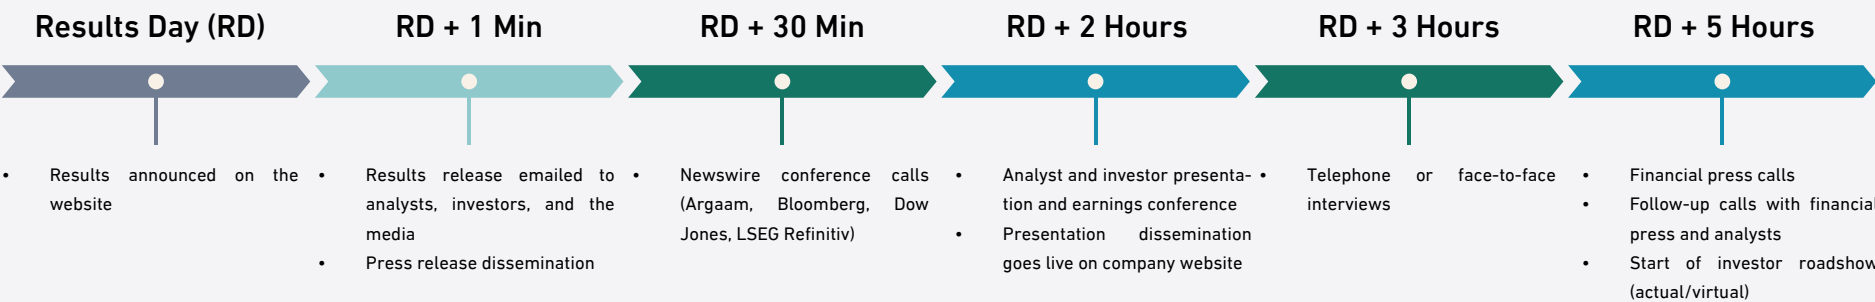 Results Day (RD)
RD + 1 Min
RD + 30 Min
RD + 2 Hours
RD + 3 Hours
RD + 5 Hours
• Results announced on the
website
• Results release emailed to
analysts, investors, and the
media
• Press release dissemination
• Newswire conference calls
(Argaam, Bloomberg, Dow
Jones, LSEG Refinitiv)
• Analyst and investor presenta-
tion and earnings conference
• Presentation dissemination
goes live on company website
• Telephone or face-to-face
interviews
• Financial press calls
• Follow-up calls with financial
press and analysts
• Start of investor roadshow
(actual/virtual)